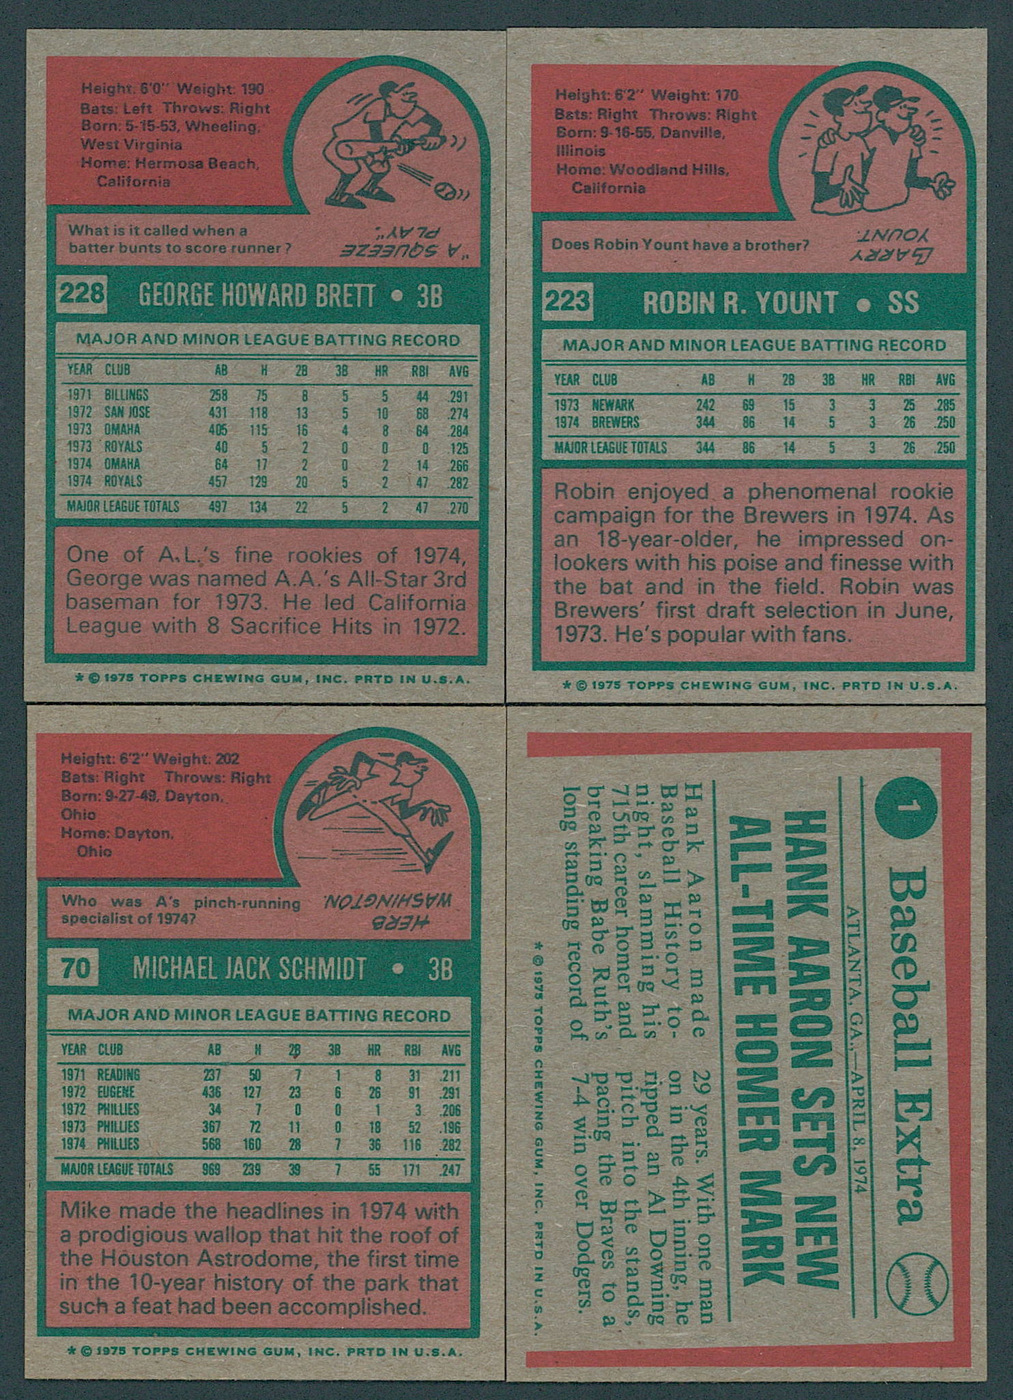 Height: 6'0" Weight: 190
Bats: Left Throws: Right
Born: 5-15-53, Wheeling,
West Virginia
Home: Hermosa Beach,
California
What is it called when a
batter bunts to score runner?
"A SQUEEZE
PLAY".
228 GEORGE HOWARD BRETT • 3B
MAJOR AND MINOR LEAGUE BATTING RECORD
YEAR CLUB AB H 2B 3B HR RBI AVG
1971 BILLINGS 258 75 8 5 5 44 .291
1972 SAN JOSE 431 118 13 5 10 68 .274
1973 OMAHA 405 115 16 4 8 64 .284
1973 ROYALS 40 5 2 0 0 0 .125
1974 OMAHA 64 17 2 0 2 14 .266
1974 ROYALS 457 129 20 5 2 47 .282
MAJOR LEAGUE TOTALS 497 134 22 5 2 47 .270
One of A.L.'s fine rookies of 1974,
George was named A.A.'s All-Star 3rd
baseman for 1973. He led California
League with 8 Sacrifice Hits in 1972.
* © 1975 TOPPS CHEWING GUM, INC. PRTD IN U.S.A.
Height: 6'2" Weight: 170
Bats: Right Throws: Right
Born: 9-16-55, Danville,
Illinois
Home: Woodland Hills,
California
Does Robin Yount have a brother?
LARRY
YOUNT
223 ROBIN R. YOUNT • SS
MAJOR AND MINOR LEAGUE BATTING RECORD
YEAR CLUB AB H 2B 3B HR RBI AVG
1973 NEWARK 242 69 15 3 3 25 .285
1974 BREWERS 344 86 14 5 3 26 .250
MAJOR LEAGUE TOTALS 344 86 14 5 3 26 .250
Robin enjoyed a phenomenal rookie
campaign for the Brewers in 1974. As
an 18-year-older, he impressed on-
lookers with his poise and finesse with
the bat and in the field. Robin was
Brewers' first draft selection in June,
1973. He's popular with fans.
* © 1975 TOPPS CHEWING GUM, INC. PRTD IN U.S.A.
Height: 6'2" Weight: 202
Bats: Right Throws: Right
Born: 9-27-49, Dayton,
Ohio
Home: Dayton,
Ohio
Who was A's pinch-running
specialist of 1974?
HERB
WASHINGTON
70 MICHAEL JACK SCHMIDT • 3B
MAJOR AND MINOR LEAGUE BATTING RECORD
YEAR CLUB AB H 2B 3B HR RBI AVG
1971 READING 237 50 7 1 8 31 .211
1972 EUGENE 436 127 23 6 26 91 .291
1972 PHILLIES 34 7 0 0 1 3 .206
1973 PHILLIES 367 72 11 0 18 52 .196
1974 PHILLIES 568 160 28 7 36 116 .282
MAJOR LEAGUE TOTALS 969 239 39 7 55 171 .247
Mike made the headlines in 1974 with
a prodigious wallop that hit the roof of
the Houston Astrodome, the first time
in the 10-year history of the park that
such a feat had been accomplished.
* © 1975 TOPPS CHEWING GUM, INC. PRTD IN U.S.A.
1 Baseball Extra
ATLANTA, GA.,—APRIL 8, 1974
HANK AARON SETS NEW
ALL-TIME HOMER MARK
Hank Aaron made
Baseball History to-
night, slamming his
715th career homer and
breaking Babe Ruth's
long standing record of
29 years. With one man
on in the 4th inning, he
ripped an Al Downing
pitch into the stands,
pacing the Braves to a
7-4 win over Dodgers.
* © 1975 TOPPS CHEWING GUM, INC. PRTD IN U.S.A.